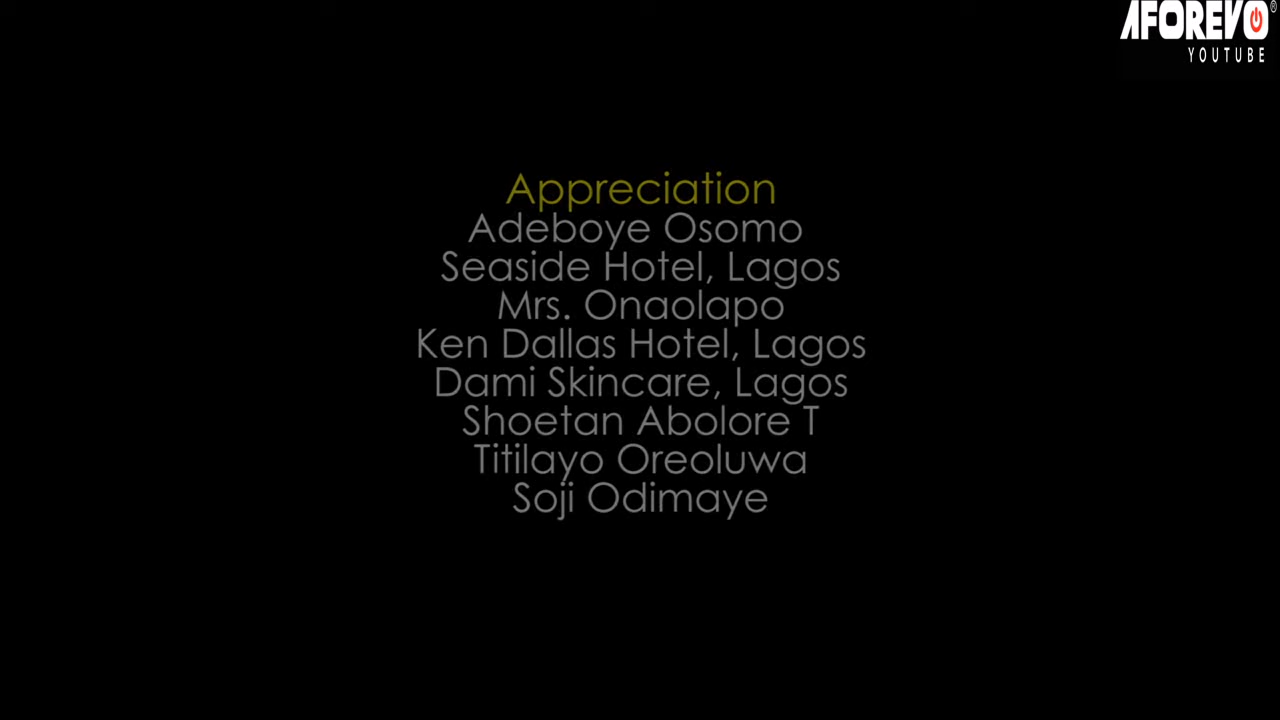 AFOREVO®
YOUTUBE
Appreciation
Adeboye Osomo
Seaside Hotel, Lagos
Mrs. Onaolapo
Ken Dallas Hotel, Lagos
Dami Skincare, Lagos
Shoetan Abolore T
Titilayo Oreoluwa
Soji Odimaye